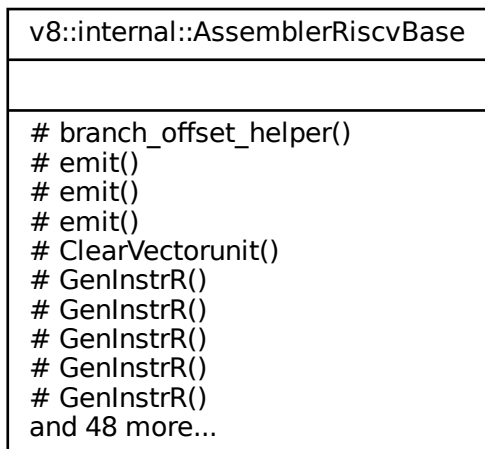 v8::internal::AssemblerRiscvBase
# branch_offset_helper()
# emit()
# emit()
# emit()
# ClearVectorunit()
# GenInstrR()
# GenInstrR()
# GenInstrR()
# GenInstrR()
# GenInstrR()
and 48 more...